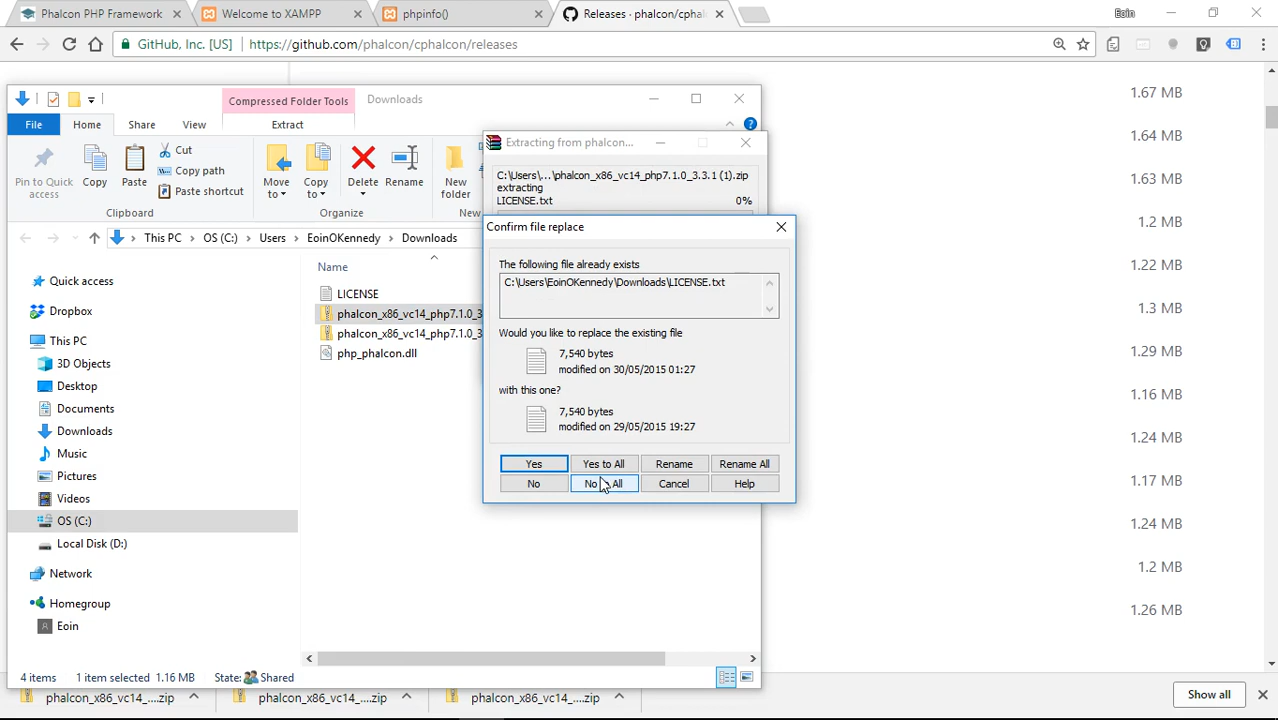 Phalcon PHP Framework
Welcome to XAMPP
phpinfo()
Releases · phalcon/cphal
Eoin
GitHub, Inc. [US]
https://github.com/phalcon/cphalcon/releases
Compressed Folder Tools
Downloads
File
Home
Share
View
Extract
Pin to Quick
access
Copy
Paste
Cut
Copy path
Paste shortcut
Move
to
Copy
to
Delete
Rename
New
folder
Clipboard
Organize
New
This PC
OS (C:)
Users
EoinOKennedy
Downloads
Name
Quick access
Dropbox
This PC
3D Objects
Desktop
Documents
Downloads
Music
Pictures
Videos
OS (C:)
Local Disk (D:)
Network
Homegroup
Eoin
LICENSE
phalcon_x86_vc14_php7.1.0_3
phalcon_x86_vc14_php7.1.0_3
php_phalcon.dll
4 items
1 item selected 1.16 MB
State:
Shared
Extracting from phalcon...
C:\Users\...\phalcon_x86_vc14_php7.1.0_3.3.1 (1).zip
extracting
LICENSE.txt
0%
Confirm file replace
The following file already exists
C:\Users\EoinOKennedy\Downloads\LICENSE.txt
Would you like to replace the existing file
7,540 bytes
modified on 30/05/2015 01:27
with this one?
7,540 bytes
modified on 29/05/2015 19:27
Yes
Yes to All
Rename
Rename All
No
No All
Cancel
Help
1.67 MB
1.64 MB
1.63 MB
1.2 MB
1.22 MB
1.3 MB
1.29 MB
1.16 MB
1.24 MB
1.17 MB
1.24 MB
1.2 MB
1.26 MB
phalcon_x86_vc14_....zip
phalcon_x86_vc14_....zip
phalcon_x86_vc14_....zip
Show all